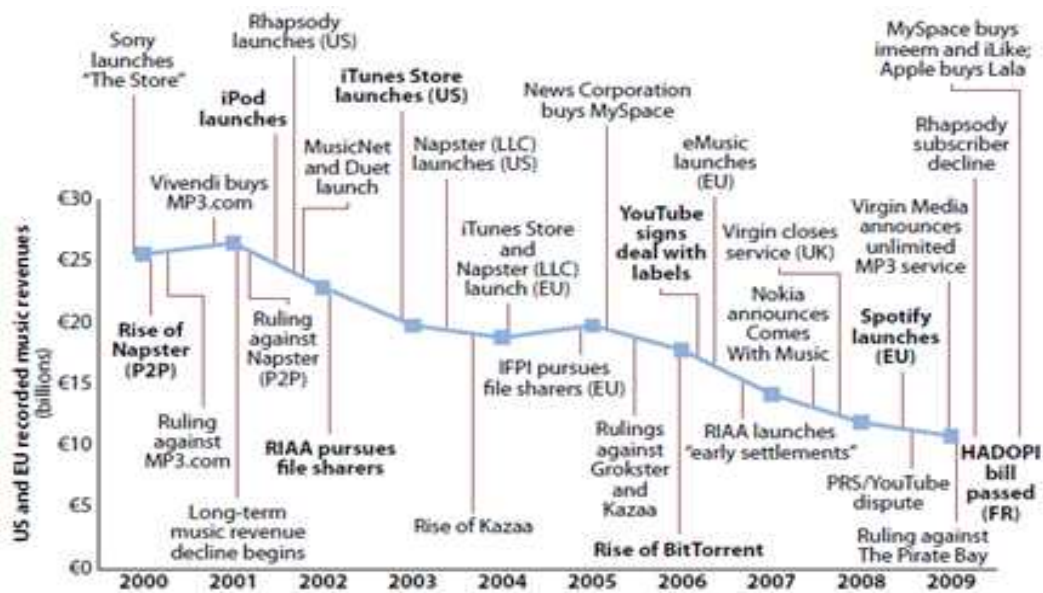 Sony
launches
"The Store"
Rhapsody
launches (US)
iPod
launches
iTunes Store
launches (US)
MusicNet
and Duet
launch
Napster (LLC)
launches (US)
News Corporation
buys MySpace
eMusic
launches
(EU)
MySpace buys
imeem and iLike;
Apple buys Lala
Rhapsody
subscriber
decline
Vivendi buys
MP3.com
iTunes Store
and
Napster (LLC)
launch (EU)
YouTube
signs
deal with
labels
Virgin closes
service (UK)
Virgin Media
announces
unlimited
MP3 service
Nokia
announces
Comes
With Music
Spotify
launches
(EU)
US and EU recorded music revenues
(billions)
€30
€25
€20
€15
€10
€5
€0
Rise of
Napster
(P2P)
Ruling
against
Napster
(P2P)
Ruling
against
MP3.com
RIAA pursues
file sharers
Long-term
music revenue
decline begins
Rise of Kazaa
IFPI pursues
file sharers (EU)
Rulings
against
Grokster
and
Kazaa
Rise of BitTorrent
RIAA launches
"early settlements"
PRS/YouTube
dispute
Ruling against
The Pirate Bay
HADOPI
bill
passed
(FR)
2000 2001 2002 2003 2004 2005 2006 2007 2008 2009